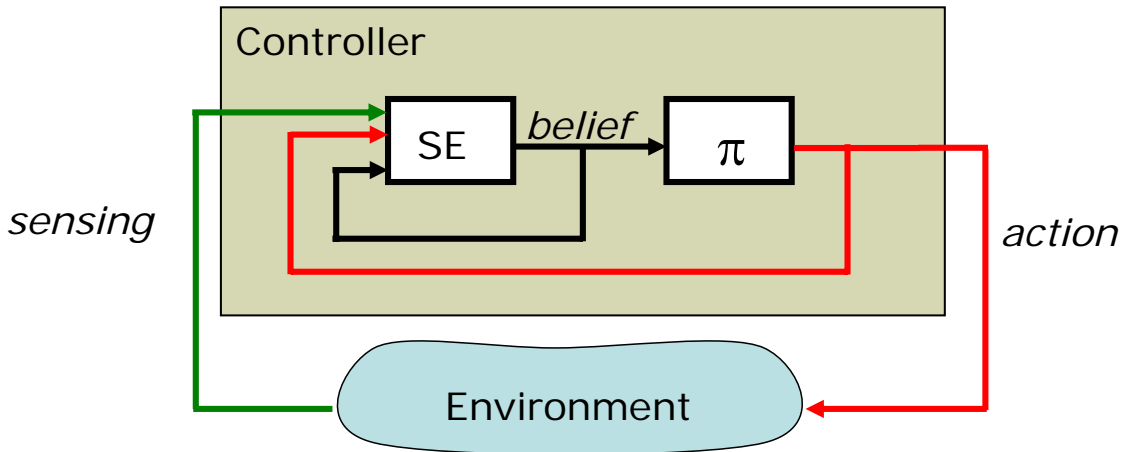 Controller
belief
SE
π
sensing
action
Environment